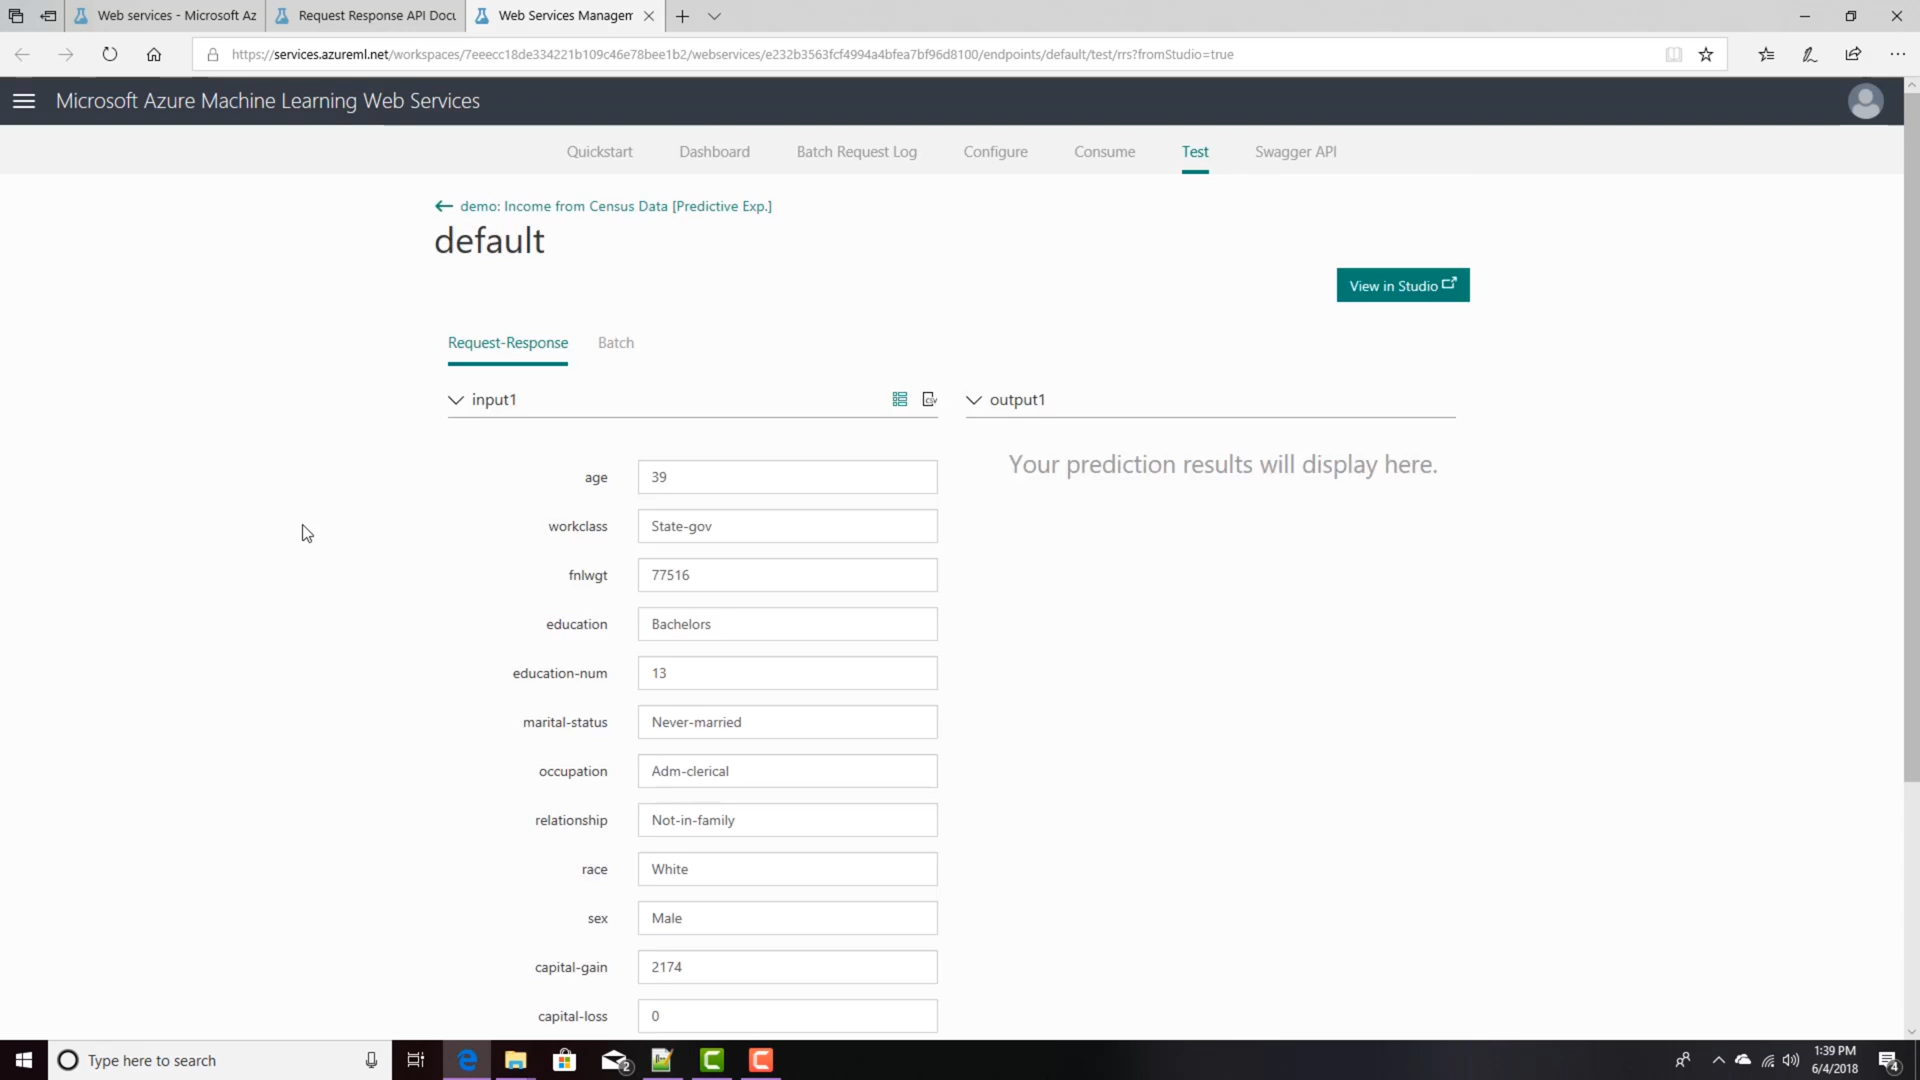 Web services - Microsoft Az
Request Response API Docu
Web Services Managem
https://services.azureml.net/workspaces/7eeecc18de334221b109c46e78bee1b2/webservices/e232b3563fcf4994a4bfea7bf96d8100/endpoints/default/test/rrs?fromStudio=true
Microsoft Azure Machine Learning Web Services
Quickstart Dashboard Batch Request Log Configure Consume Test Swagger API
demo: Income from Census Data [Predictive Exp.]
default
View in Studio
Request-Response Batch
input1
CSV
output1
Your prediction results will display here.
age 39
workclass State-gov
fnlwgt 77516
education Bachelors
education-num 13
marital-status Never-married
occupation Adm-clerical
relationship Not-in-family
race White
sex Male
capital-gain 2174
capital-loss 0
Type here to search
2
C
C
1:39 PM
6/4/2018
4